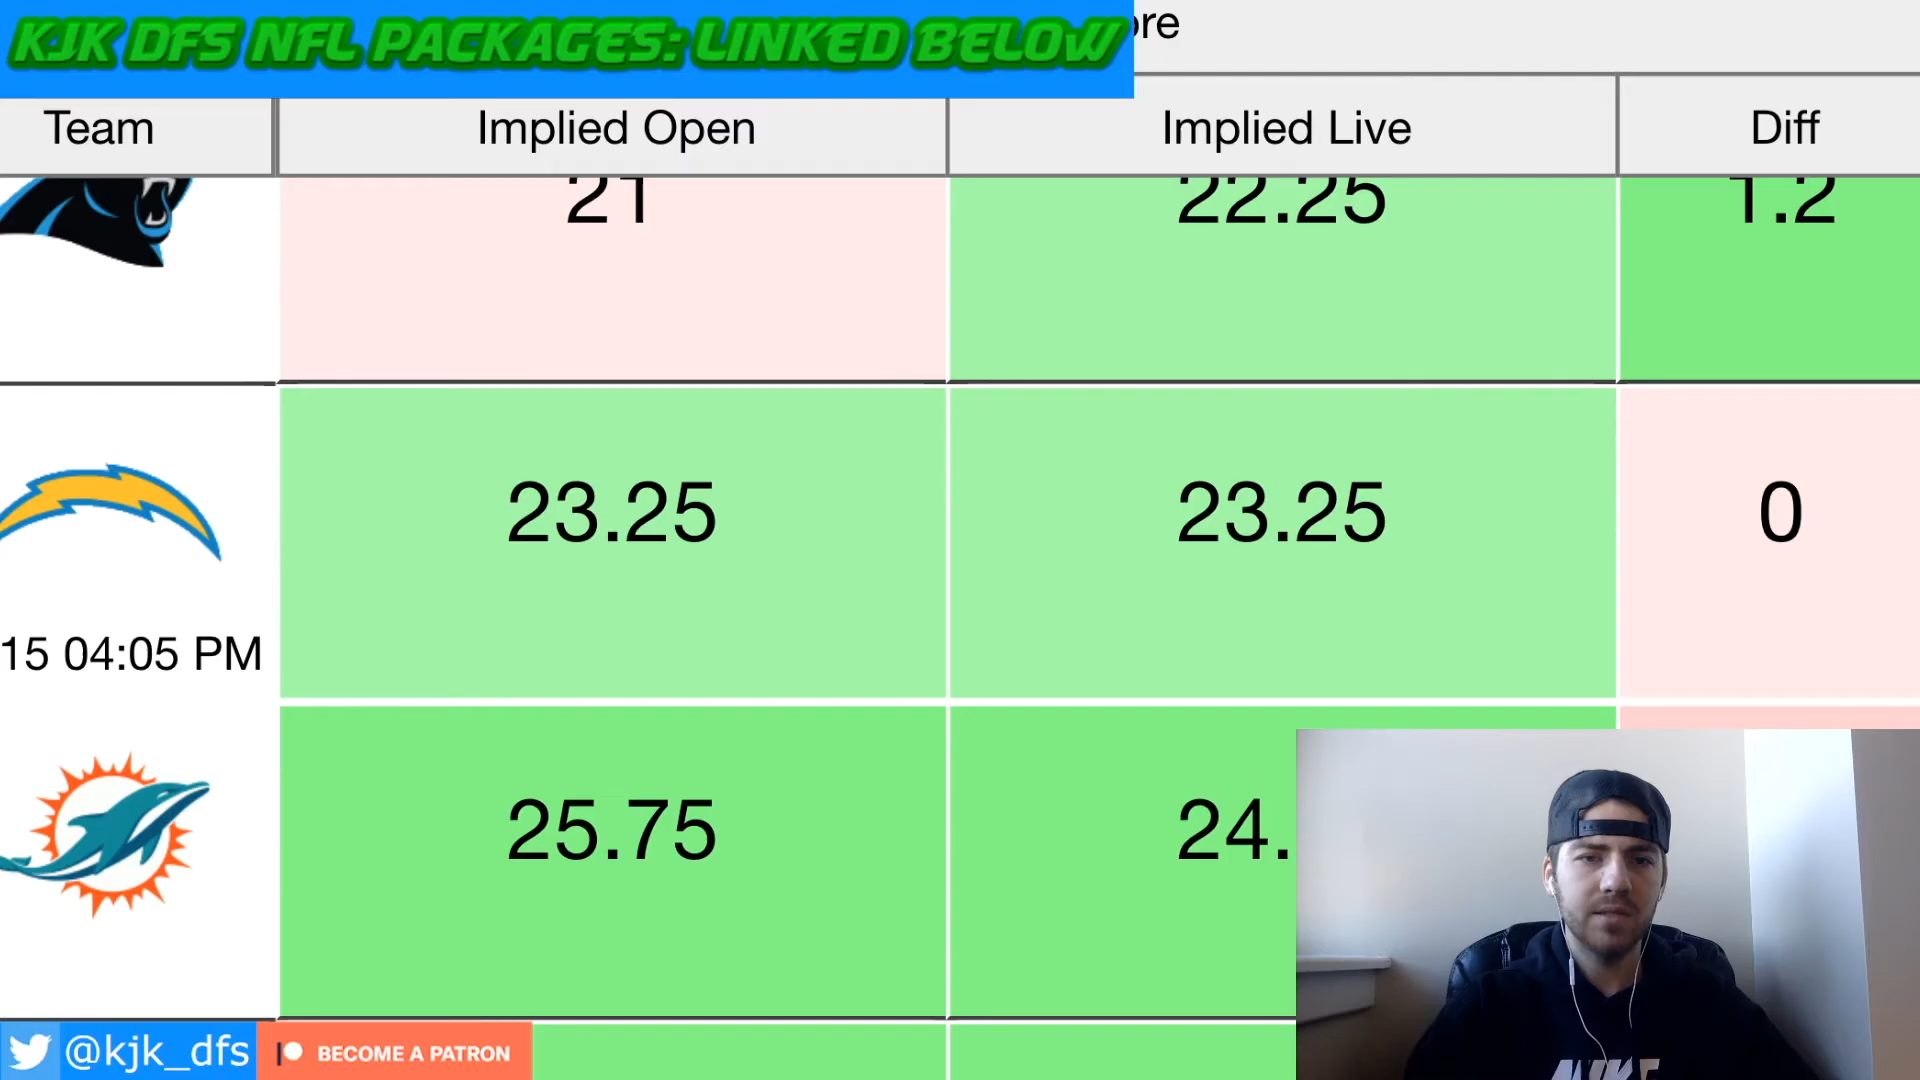 KJK DFS NFL PACKAGES: LINKED BELOW
Team
Implied Open
Implied Live
Diff
21
22.25
1.2
23.25
23.25
0
15 04:05 PM
25.75
24.
@kjk_dfs
BECOME A PATRON